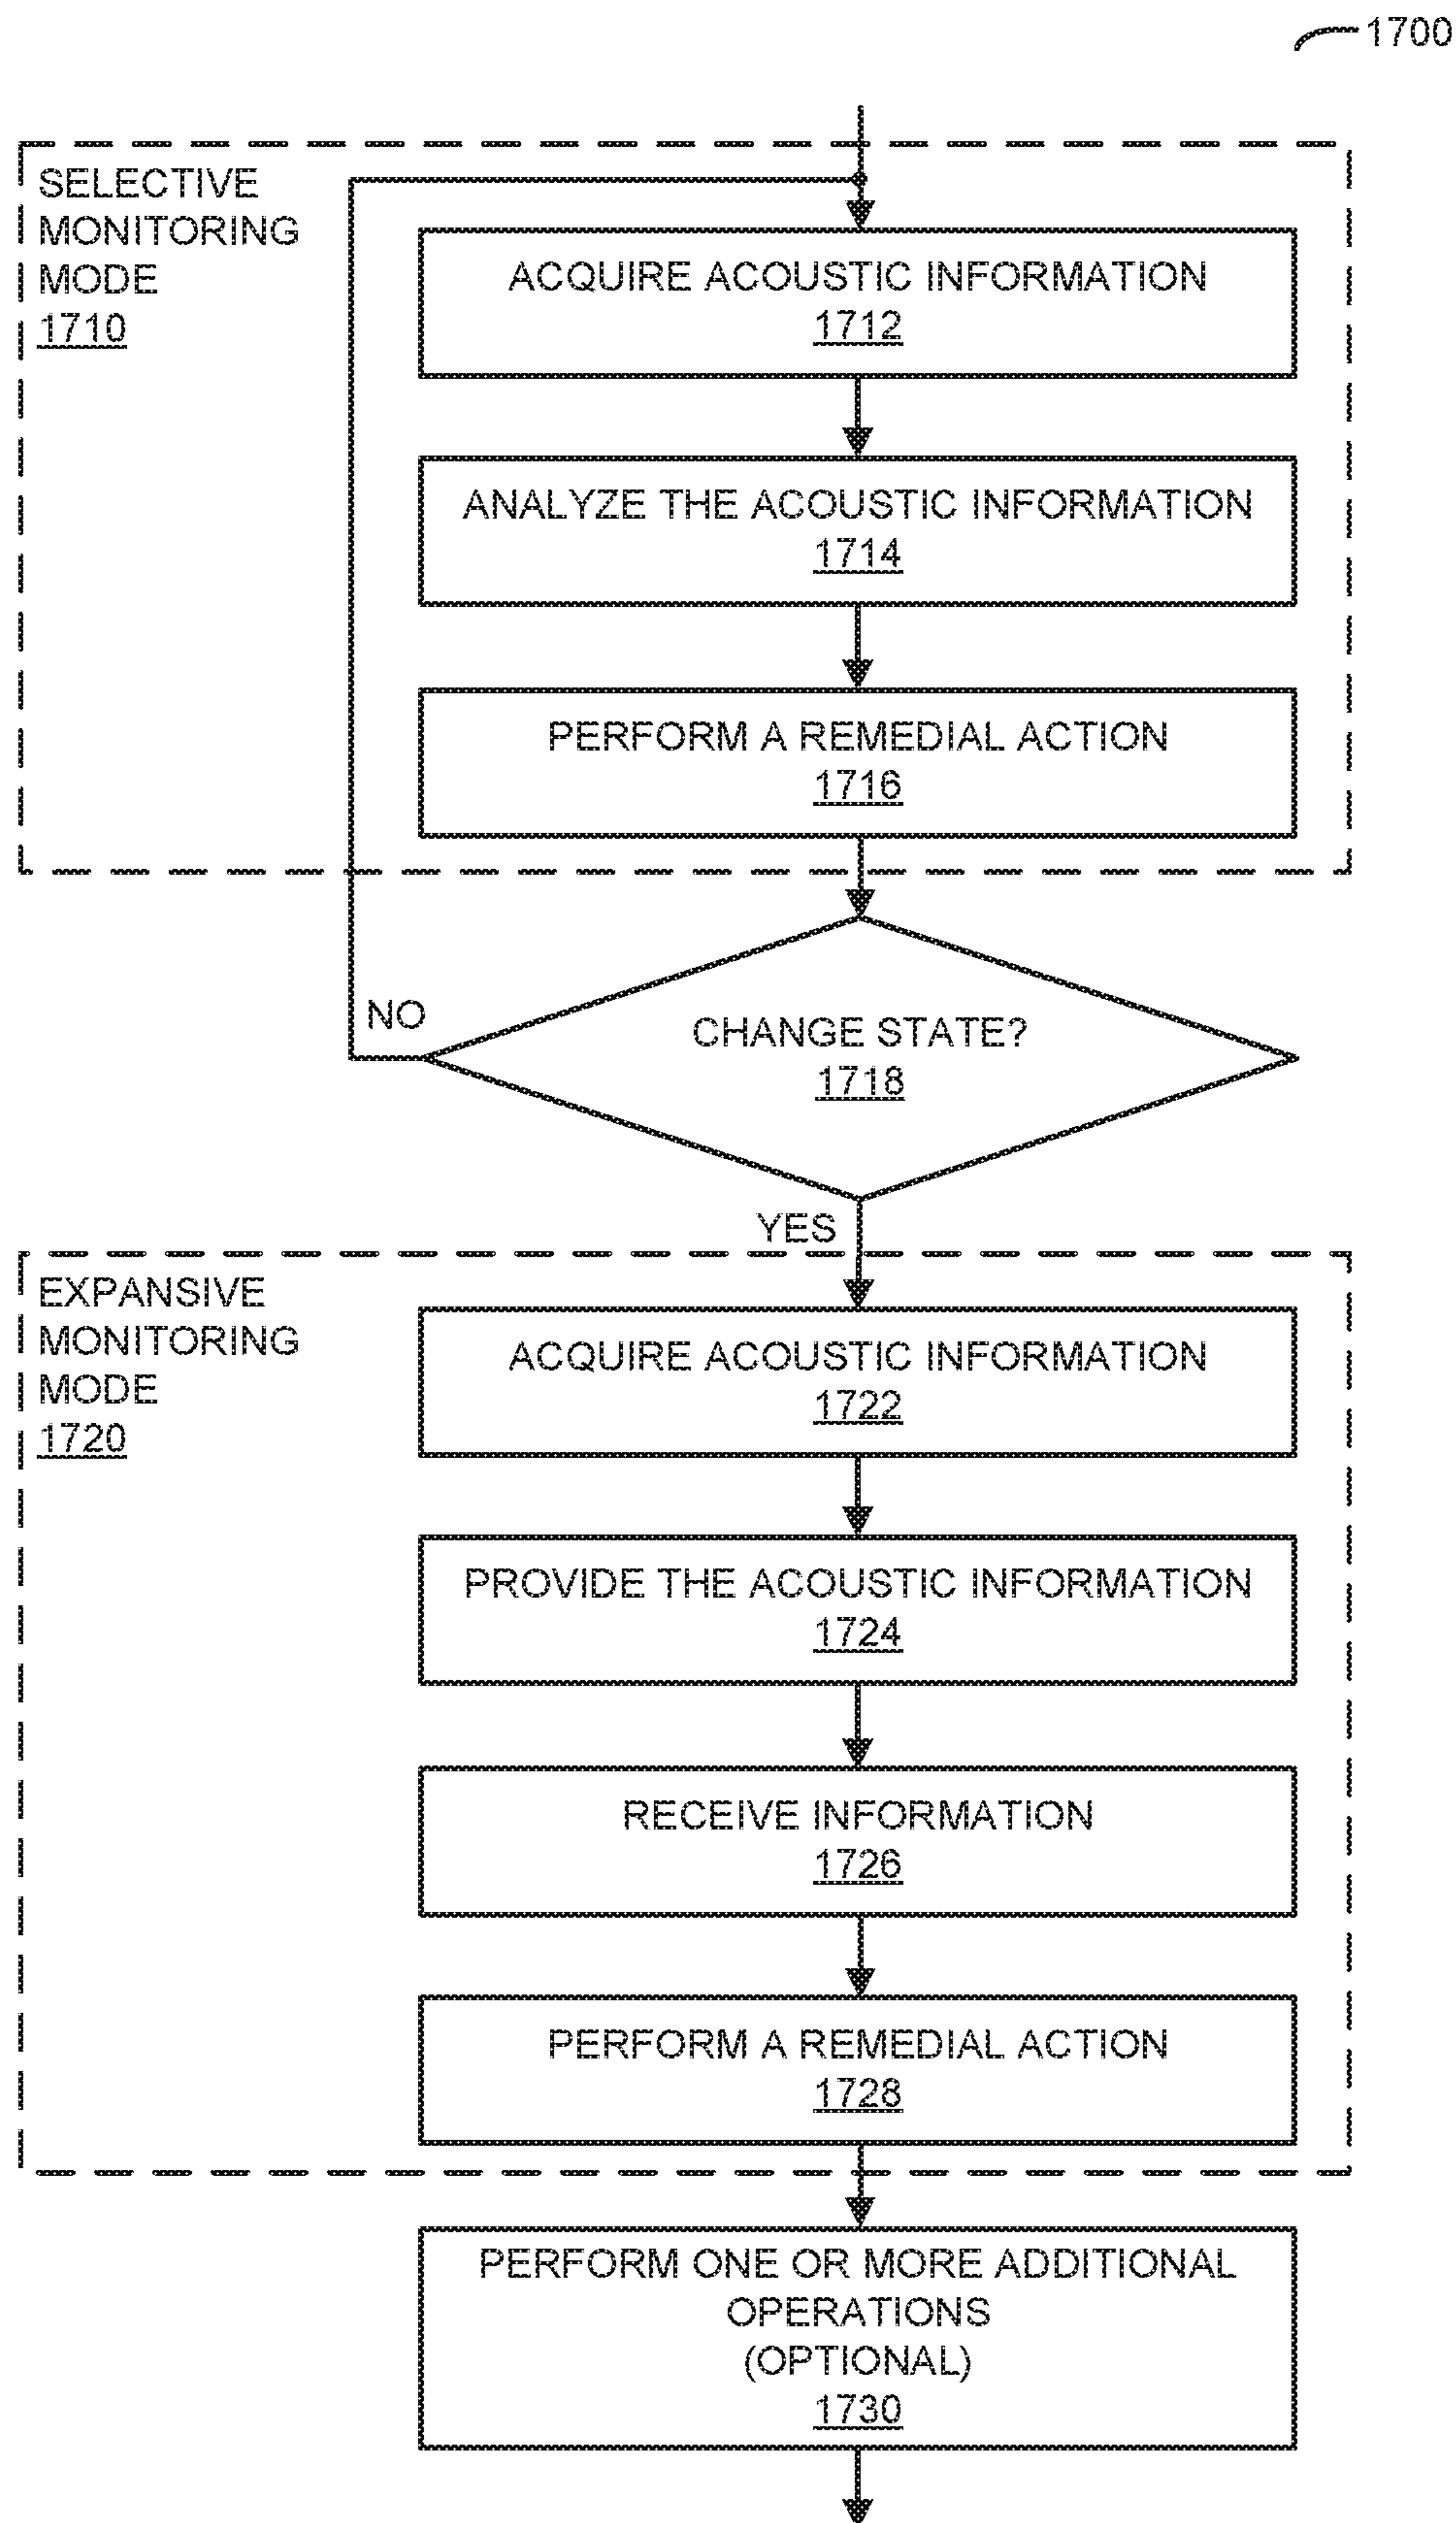 1700
SELECTIVE
MONITORING
MODE
1710
ACQUIRE ACOUSTIC INFORMATION
1712
ANALYZE THE ACOUSTIC INFORMATION
1714
PERFORM A REMEDIAL ACTION
1716
NO
CHANGE STATE?
1718
YES
EXPANSIVE
MONITORING
MODE
1720
ACQUIRE ACOUSTIC INFORMATION
1722
PROVIDE THE ACOUSTIC INFORMATION
1724
RECEIVE INFORMATION
1726
PERFORM A REMEDIAL ACTION
1728
PERFORM ONE OR MORE ADDITIONAL
OPERATIONS
(OPTIONAL)
1730